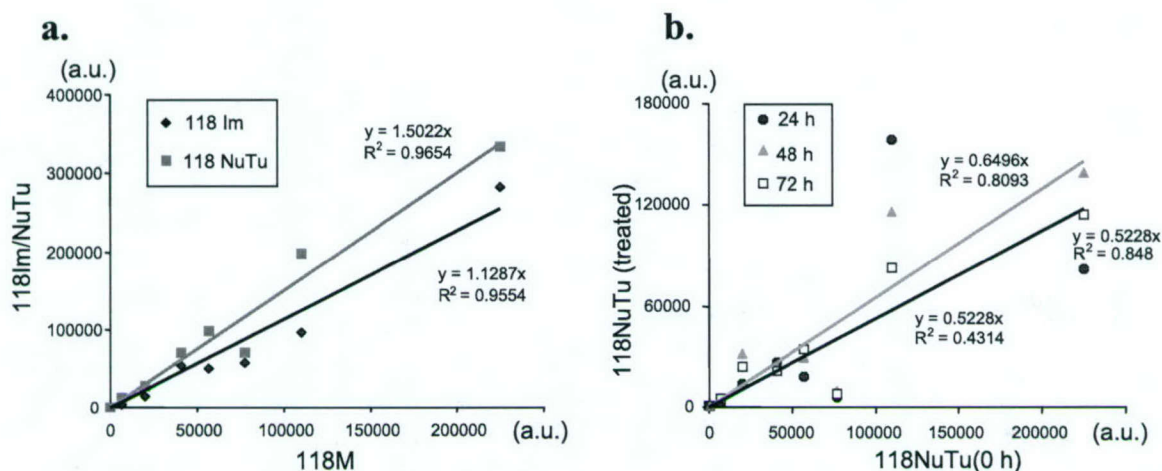 a.
(a.u.)
400000
300000
200000
100000
0
118Im/NuTu
118 Im
118 NuTu
y = 1.5022x
R² = 0.9654
y = 1.1287x
R² = 0.9554
0 50000 100000 150000 200000 (a.u.)
118M
b.
(a.u.)
180000
120000
60000
0
118NuTu (treated)
24 h
48 h
72 h
y = 0.6496x
R² = 0.8093
y = 0.5228x
R² = 0.848
y = 0.5228x
R² = 0.4314
0 50000 100000 150000 200000 (a.u.)
118NuTu(0 h)